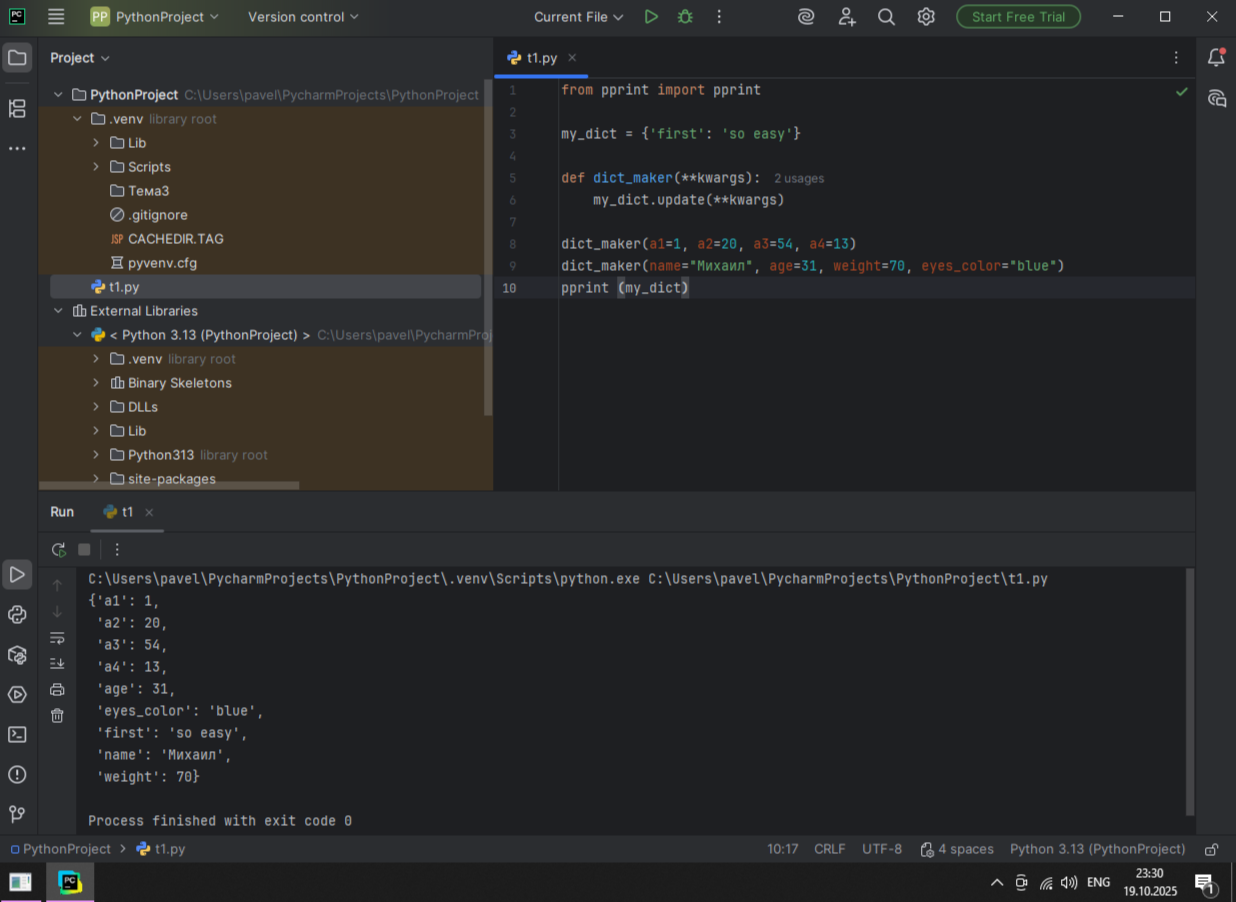 PC
PP PythonProject Version control Current File Start Free Trial
Project
PythonProject C:\Users\pavel\PycharmProjects\PythonProject
.venv library root
Lib
Scripts
Тема3
.gitignore
JSP CACHEDIR.TAG
pyvenv.cfg
t1.py
External Libraries
< Python 3.13 (PythonProject) > C:\Users\pavel\PycharmProj
.venv library root
Binary Skeletons
DLLs
Lib
Python313 library root
site-packages
t1.py
1 from pprint import pprint
2
3 my_dict = {'first': 'so easy'}
4
5 def dict_maker(**kwargs): 2 usages
6 my_dict.update(**kwargs)
7
8 dict_maker(a1=1, a2=20, a3=54, a4=13)
9 dict_maker(name="Михаил", age=31, weight=70, eyes_color="blue")
10 pprint (my_dict)
Run t1
C:\Users\pavel\PycharmProjects\PythonProject\.venv\Scripts\python.exe C:\Users\pavel\PycharmProjects\PythonProject\t1.py
{'a1': 1,
'a2': 20,
'a3': 54,
'a4': 13,
'age': 31,
'eyes_color': 'blue',
'first': 'so easy',
'name': 'Михаил',
'weight': 70}
Process finished with exit code 0
PythonProject > t1.py 10:17 CRLF UTF-8 4 spaces Python 3.13 (PythonProject)
PC
ENG
23:30
19.10.2025
1